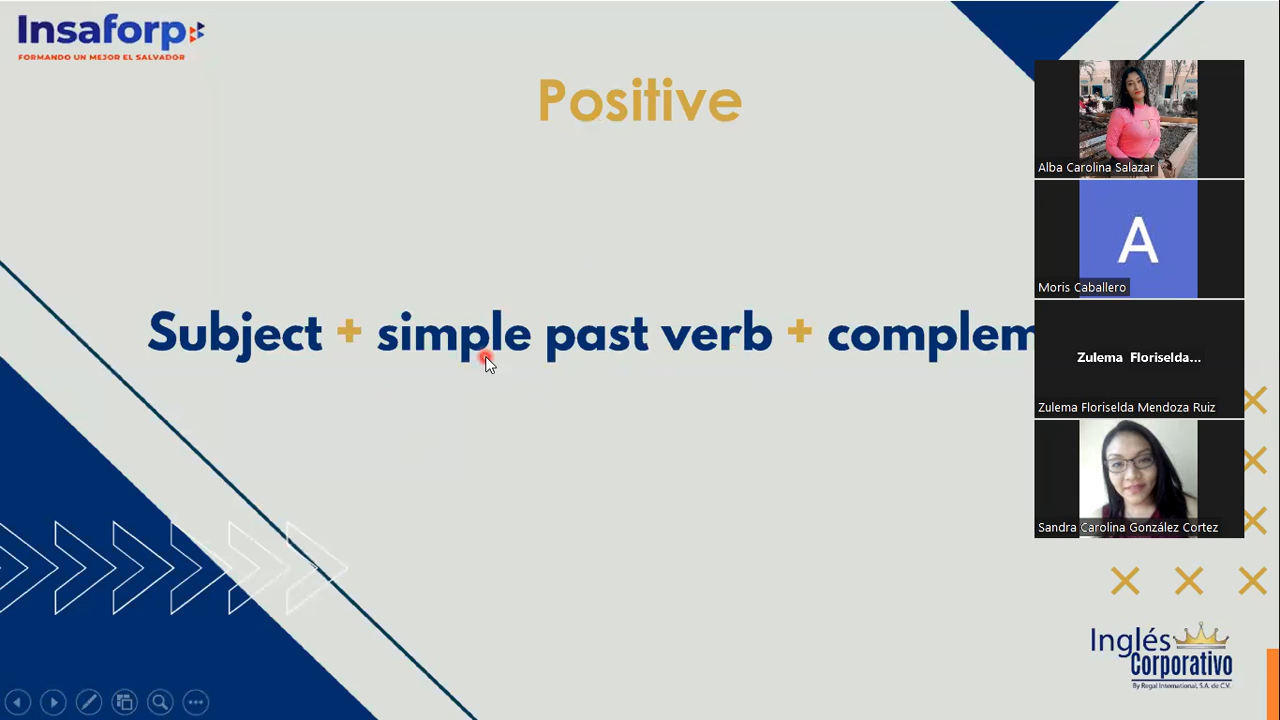 Insaforp
FORMANDO UN MEJOR EL SALVADOR
Positive
Subject + simple past verb + complem
Alba Carolina Salazar
A
Moris Caballero
Zulema Floriselda...
Zulema Floriselda Mendoza Ruiz
Sandra Carolina González Cortez
Inglés
Corporativo
By Regal International, S.A. de C.V.